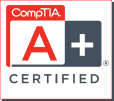 CompTIA
A+
®
CERTIFIED